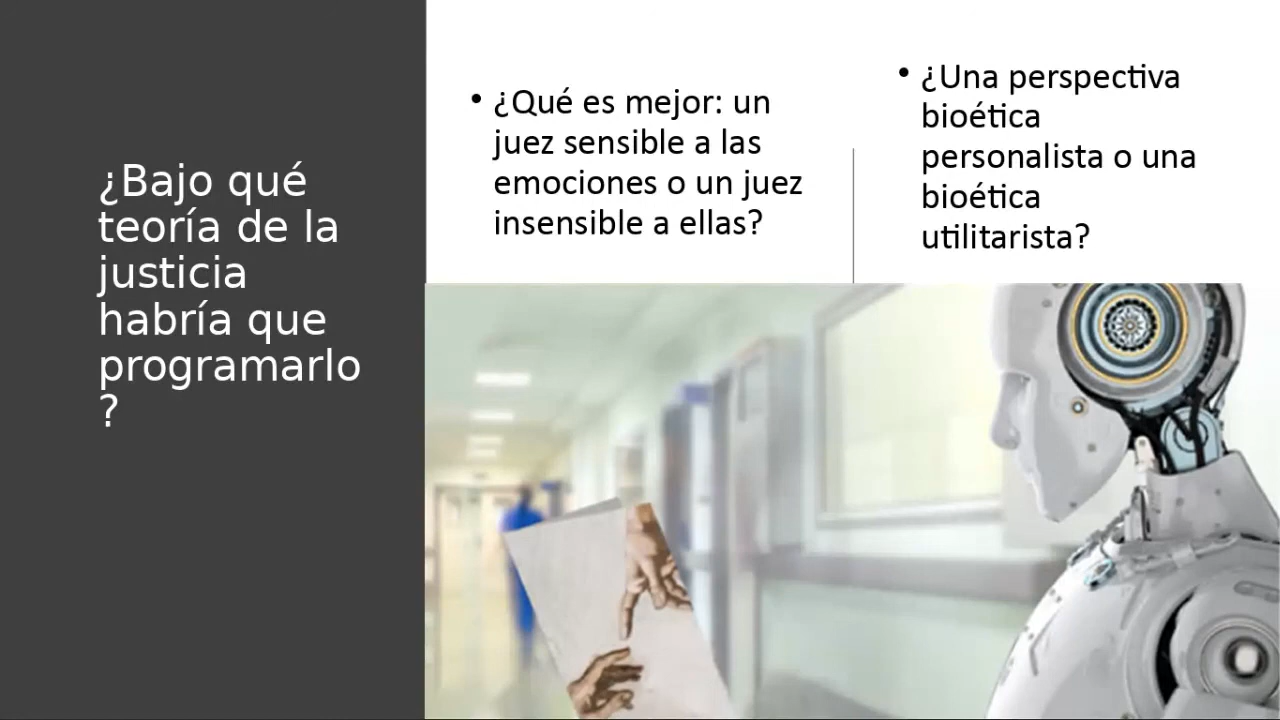 ¿Bajo qué
teoría de la
justicia
habría que
programarlo
?
• ¿Qué es mejor: un
juez sensible a las
emociones o un juez
insensible a ellas?
• ¿Una perspectiva
bioética
personalista o una
bioética
utilitarista?